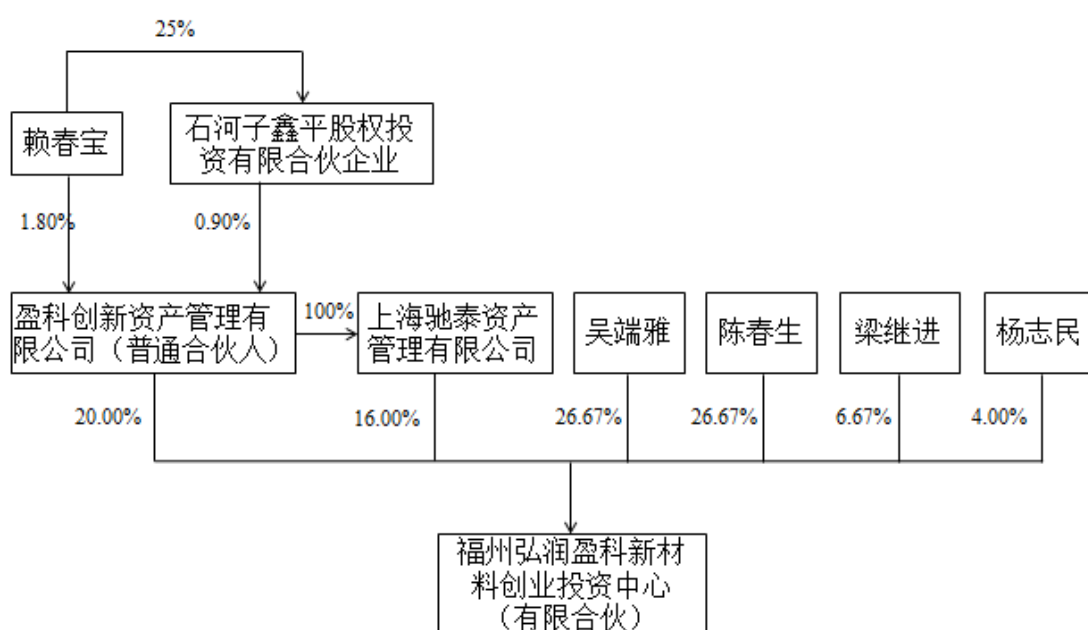 25%
赖春宝
石河子鑫平股权投
资有限合伙企业
1.80%
0.90%
盈科创新资产管理有
限公司（普通合伙人）
100%
上海驰泰资产
管理有限公司
吴端雅
陈春生
梁继进
杨志民
20.00%
16.00%
26.67%
26.67%
6.67%
4.00%
福州弘润盈科新材
料创业投资中心
（有限合伙）